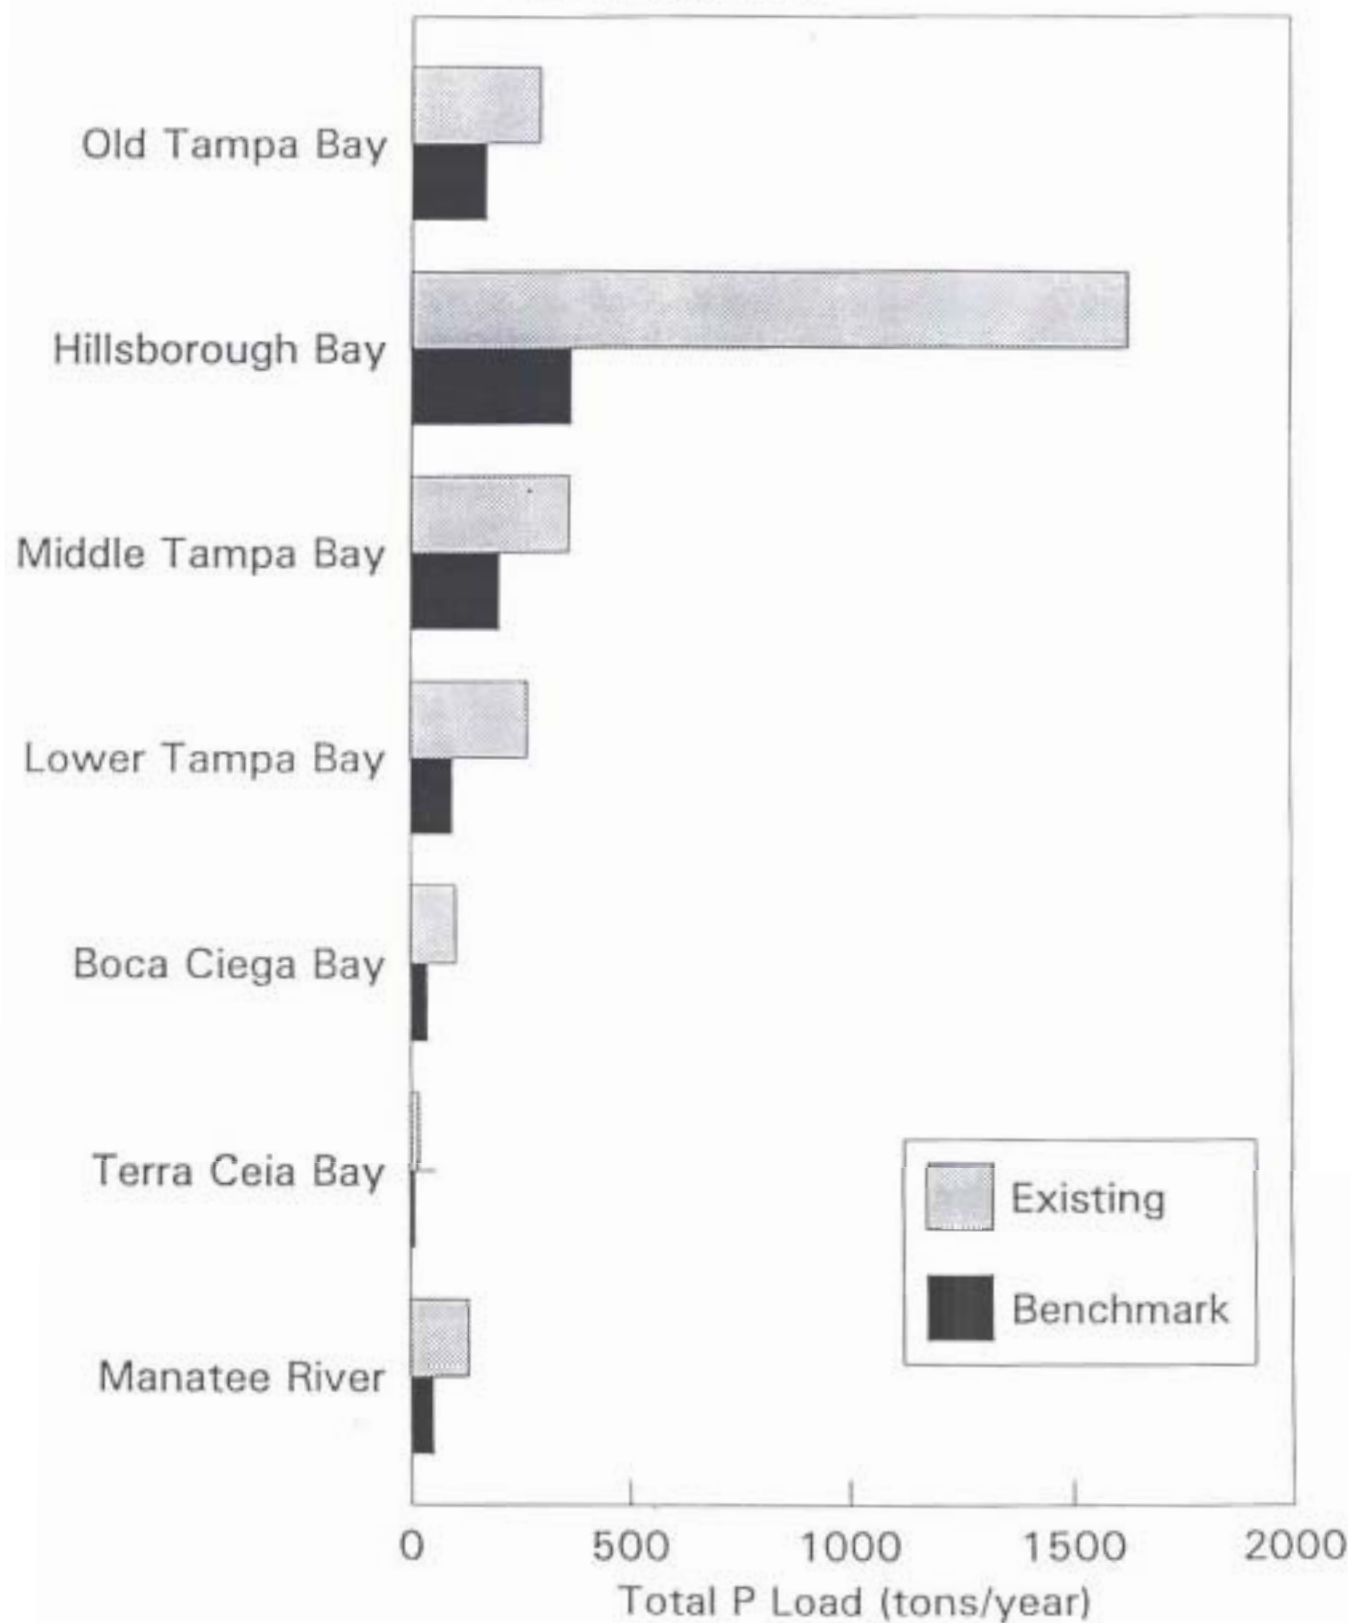 Old Tampa Bay
Hillsborough Bay
Middle Tampa Bay
Lower Tampa Bay
Boca Ciega Bay
Terra Ceia Bay
Manatee River
Existing
Benchmark
0 500 1000 1500 2000
Total P Load (tons/year)